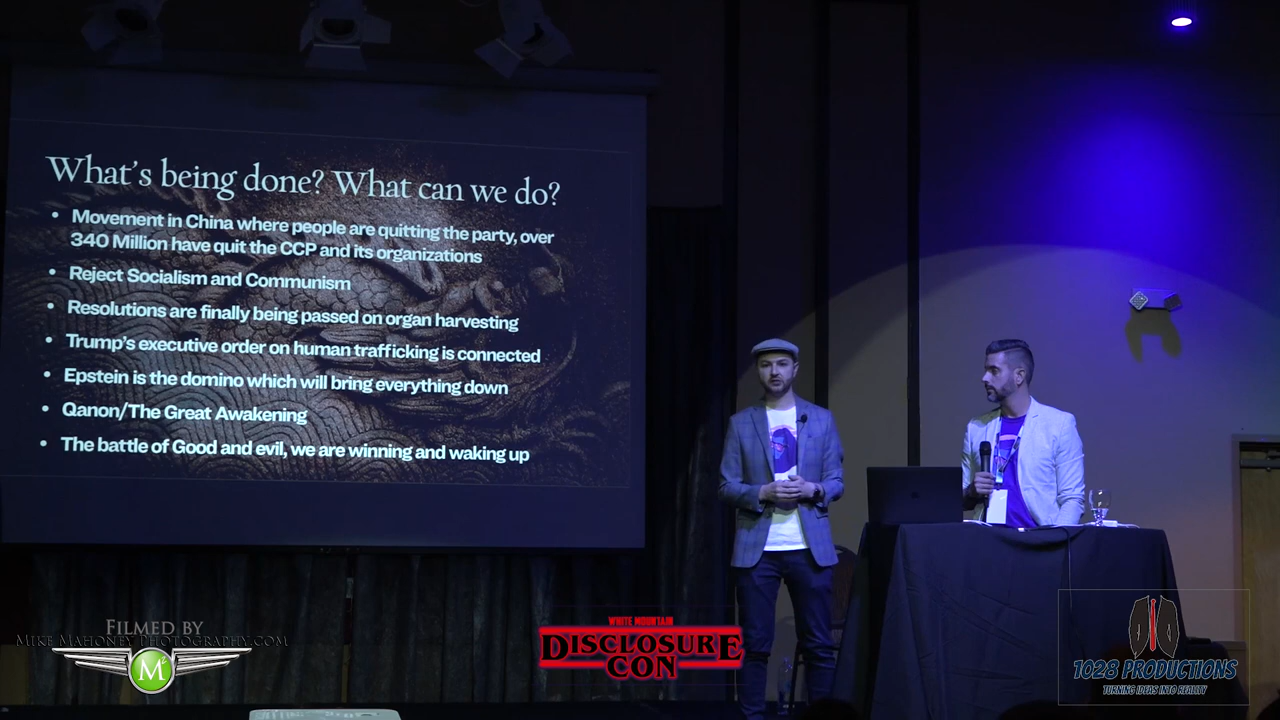 What's being done? What can we do?
• Movement in China where people are quitting the party, over
340 Million have quit the CCP and its organizations
• Reject Socialism and Communism
• Resolutions are finally being passed on organ harvesting
• Trump's executive order on human trafficking is connected
• Epstein is the domino which will bring everything down
• Qanon/The Great Awakening
• The battle of Good and evil, we are winning and waking up
FILMED BY
MIKE MAHONEY PHOTOGRAPHY.COM
M
WHITE MOUNTAIN
DISCLOSURE
CON
1028 PRODUCTIONS
TURNING IDEAS INTO REALITY